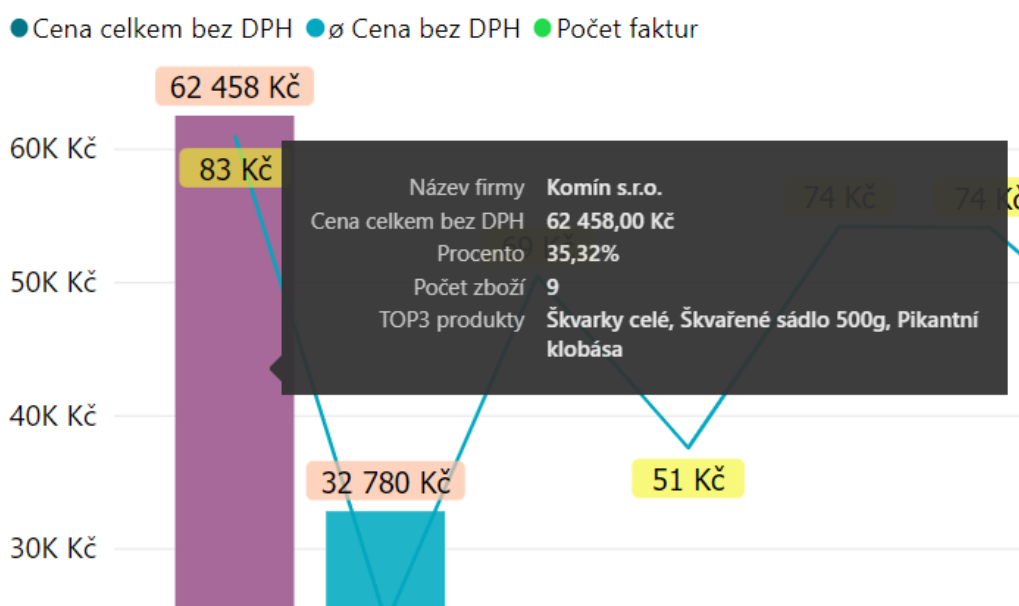 Cena celkem bez DPH ø Cena bez DPH Počet faktur
62 458 Kč
60K Kč
83 Kč
Název firmy Komín s.r.o.
74 Kč 74 Kč
Cena celkem bez DPH 62 458,00 Kč
69 Kč
Procento 35,32%
50K Kč
Počet zboží 9
TOP3 produkty Škvarky celé, Škvařené sádlo 500g, Pikantní
klobása
40K Kč
32 780 Kč
51 Kč
30K Kč